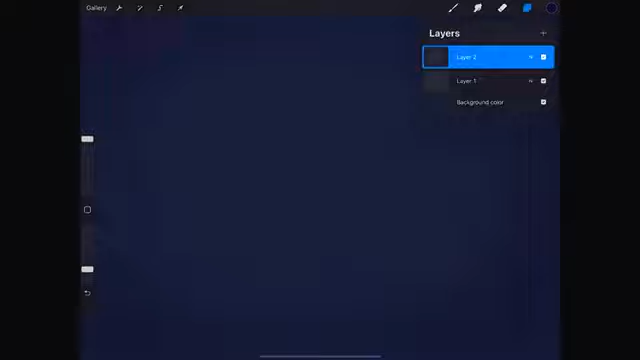 Gallery
Layers
Layer 2 N
Layer 1 N
Background color